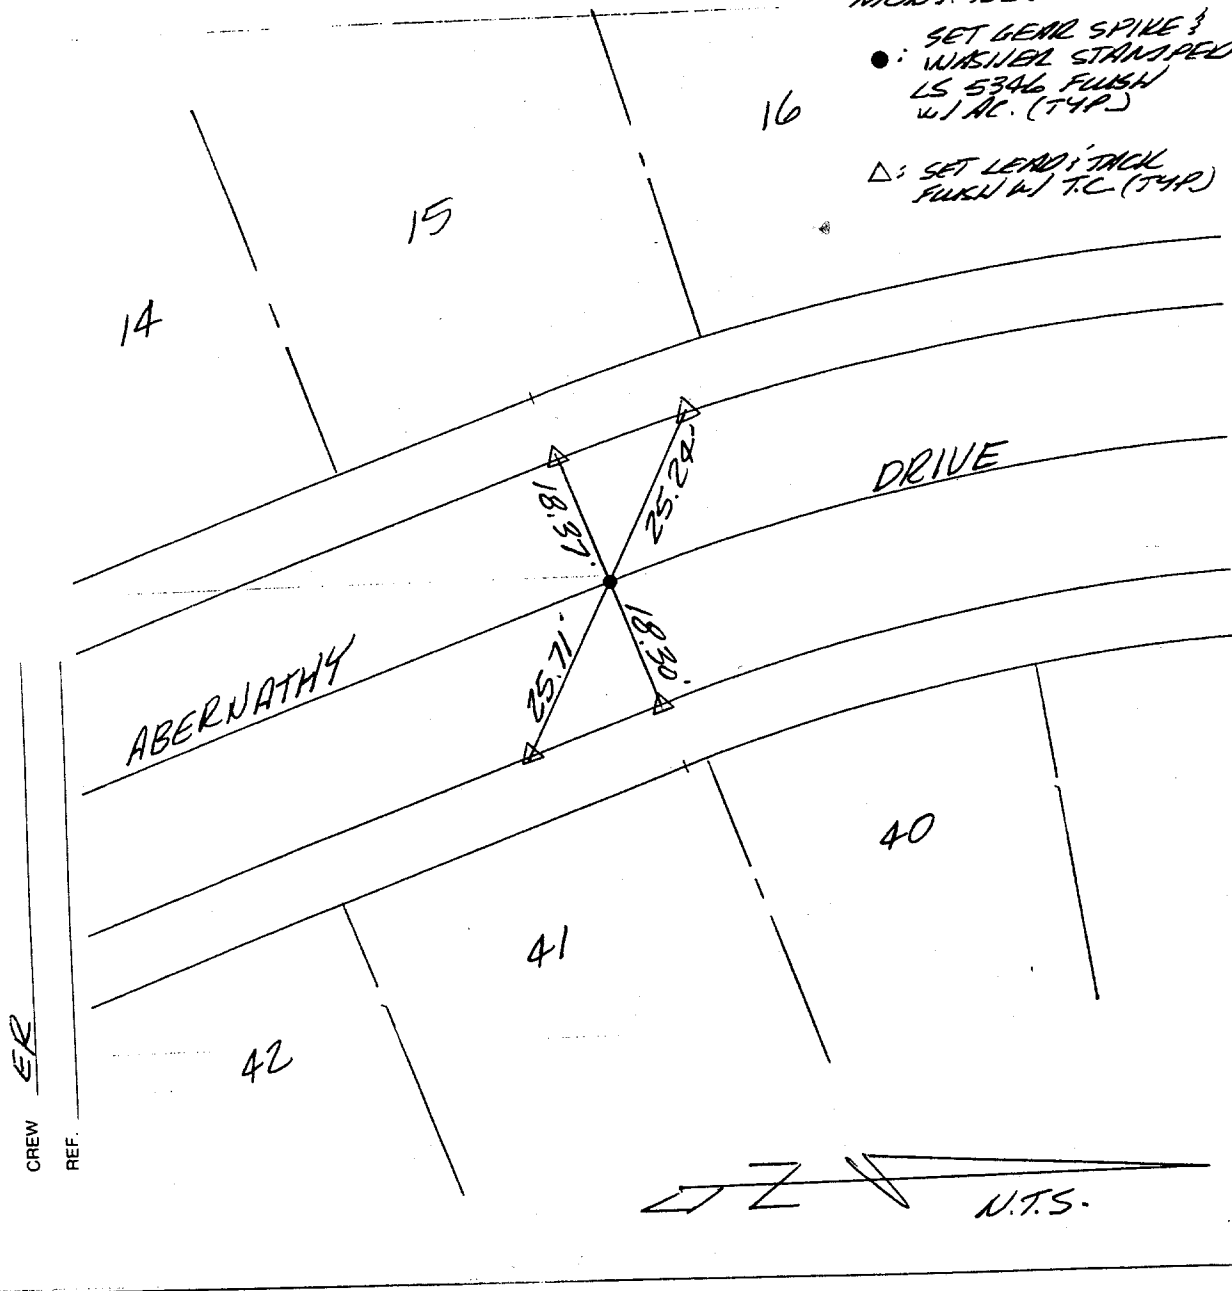 SET GEAR SPIKE &
●: WASHER STAMPED
LS 5346 FLUSH
W/ AC. (TYP.)
△: SET LEAD & TACK
FLUSH W/ T.C. (TYP.)
16
15
14
DRIVE
18.37'
25.24'
25.71'
18.30'
ABERNATHY
40
41
42
CREW ER
REF.
N
N.T.S.